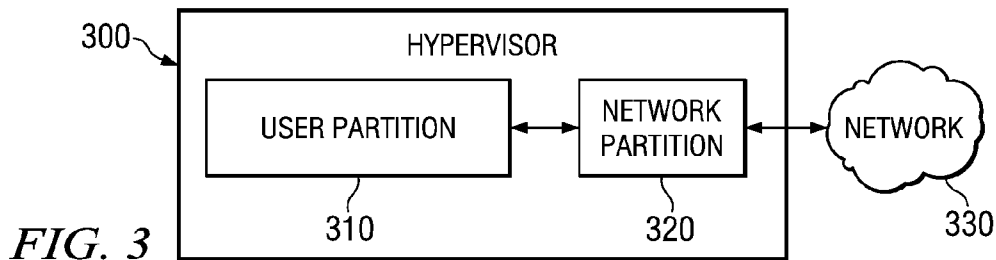 300
HYPERVISOR
USER PARTITION
NETWORK
PARTITION
NETWORK
310
320
330
FIG. 3